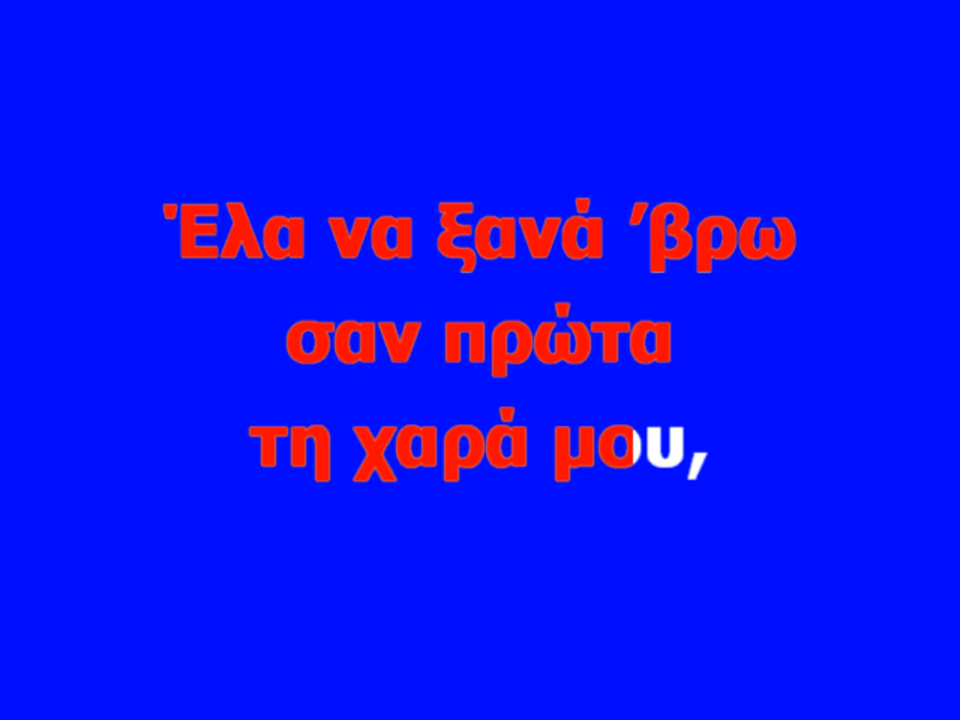 Έλα να ξανά ’βρω
σαν πρώτα
τη χαρά μου,